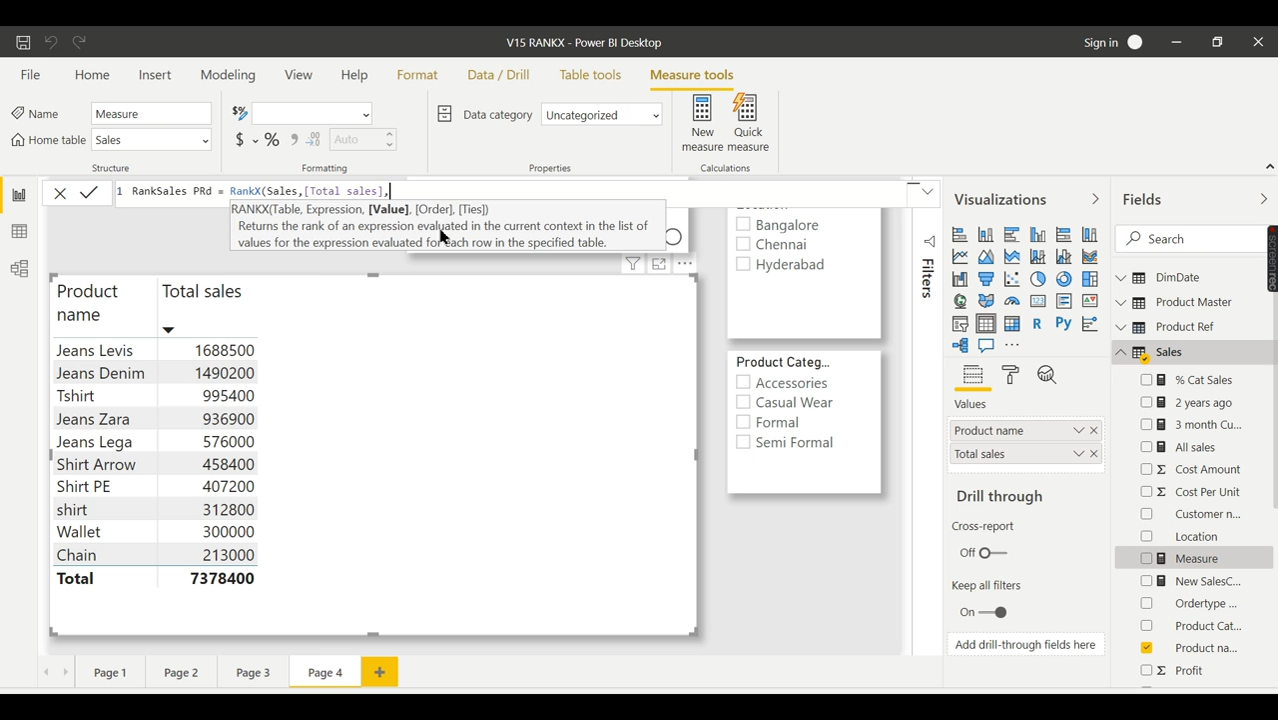 V15 RANKX - Power BI Desktop
Sign in
File
Home
Insert
Modeling
View
Help
Format
Data / Drill
Table tools
Measure tools
Name
Measure
Home table
Sales
Structure
$%
$
%
Auto
Formatting
Data category
Uncategorized
Properties
New measure
Quick measure
Calculations
1 RankSales PRd = RankX(Sales,[Total sales],
RANKX(Table, Expression, [Value], [Order], [Ties])
Returns the rank of an expression evaluated in the current context in the list of
values for the expression evaluated for each row in the specified table.
Bangalore
Chennai
Hyderabad
Product
name
Total sales
Jeans Levis 1688500
Jeans Denim 1490200
Tshirt 995400
Jeans Zara 936900
Jeans Lega 576000
Shirt Arrow 458400
Shirt PE 407200
shirt 312800
Wallet 300000
Chain 213000
Total 7378400
Product Categ...
Accessories
Casual Wear
Formal
Semi Formal
Filters
Visualizations
R
Py
Values
Product name
Total sales
Drill through
Cross-report
Off
Keep all filters
On
Add drill-through fields here
Fields
Search
DimDate
Product Master
Product Ref
Sales
% Cat Sales
2 years ago
3 month Cu...
All sales
Cost Amount
Cost Per Unit
Customer n...
Location
Measure
New SalesC...
Ordertype ...
Product Cat...
Product na...
Profit
screenrec
Page 1
Page 2
Page 3
Page 4